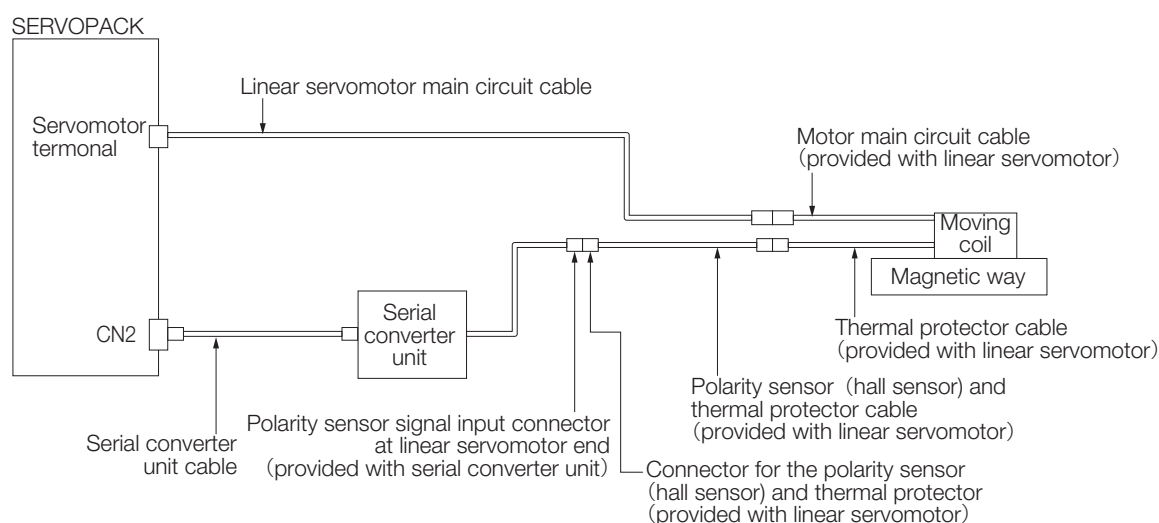 SERVOPACK
Linear servomotor main circuit cable
Servomotor
termonal
Motor main circuit cable
(provided with linear servomotor)
Moving
coil
Magnetic way
Serial
converter
unit
CN2
Thermal protector cable
(provided with linear servomotor)
Polarity sensor (hall sensor) and
thermal protector cable
(provided with linear servomotor)
Polarity sensor signal input connector
at linear servomotor end
(provided with serial converter unit)
Serial converter
unit cable
Connector for the polarity sensor
(hall sensor) and thermal protector
(provided with linear servomotor)